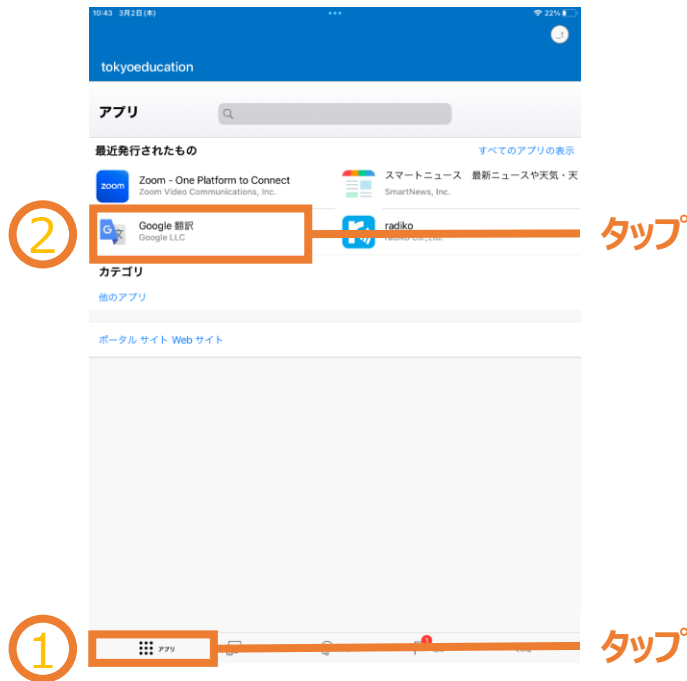 10:43 3月2日(木)
22%
tokyoeducation
アプリ
最近発行されたもの
すべてのアプリの表示
zoom
Zoom - One Platform to Connect
Zoom Video Communications, Inc.
スマートニュース 最新ニュースや天気・天
SmartNews, Inc.
②
Google 翻訳
Google LLC
radiko
radiko Co.,Ltd.
タップ
カテゴリ
他のアプリ
ポータル サイト Web サイト
①
アプリ
1
タップ